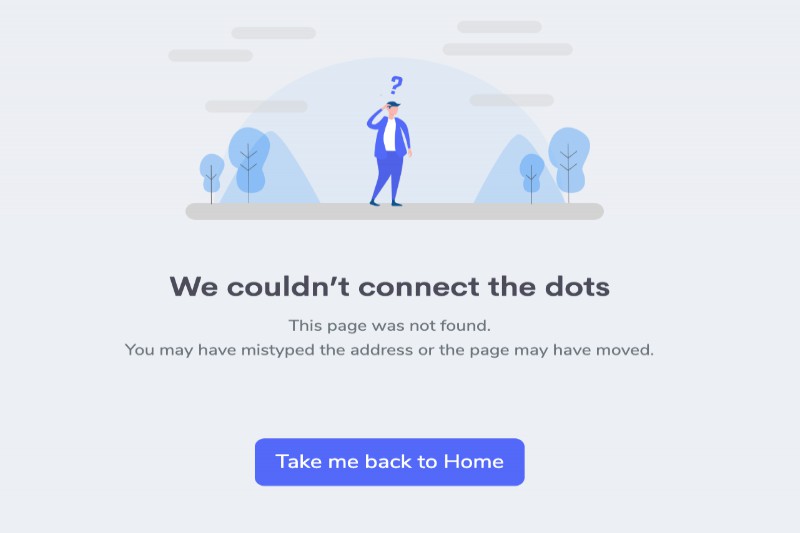 ?
We couldn’t connect the dots
This page was not found.
You may have mistyped the address or the page may have moved.
Take me back to Home